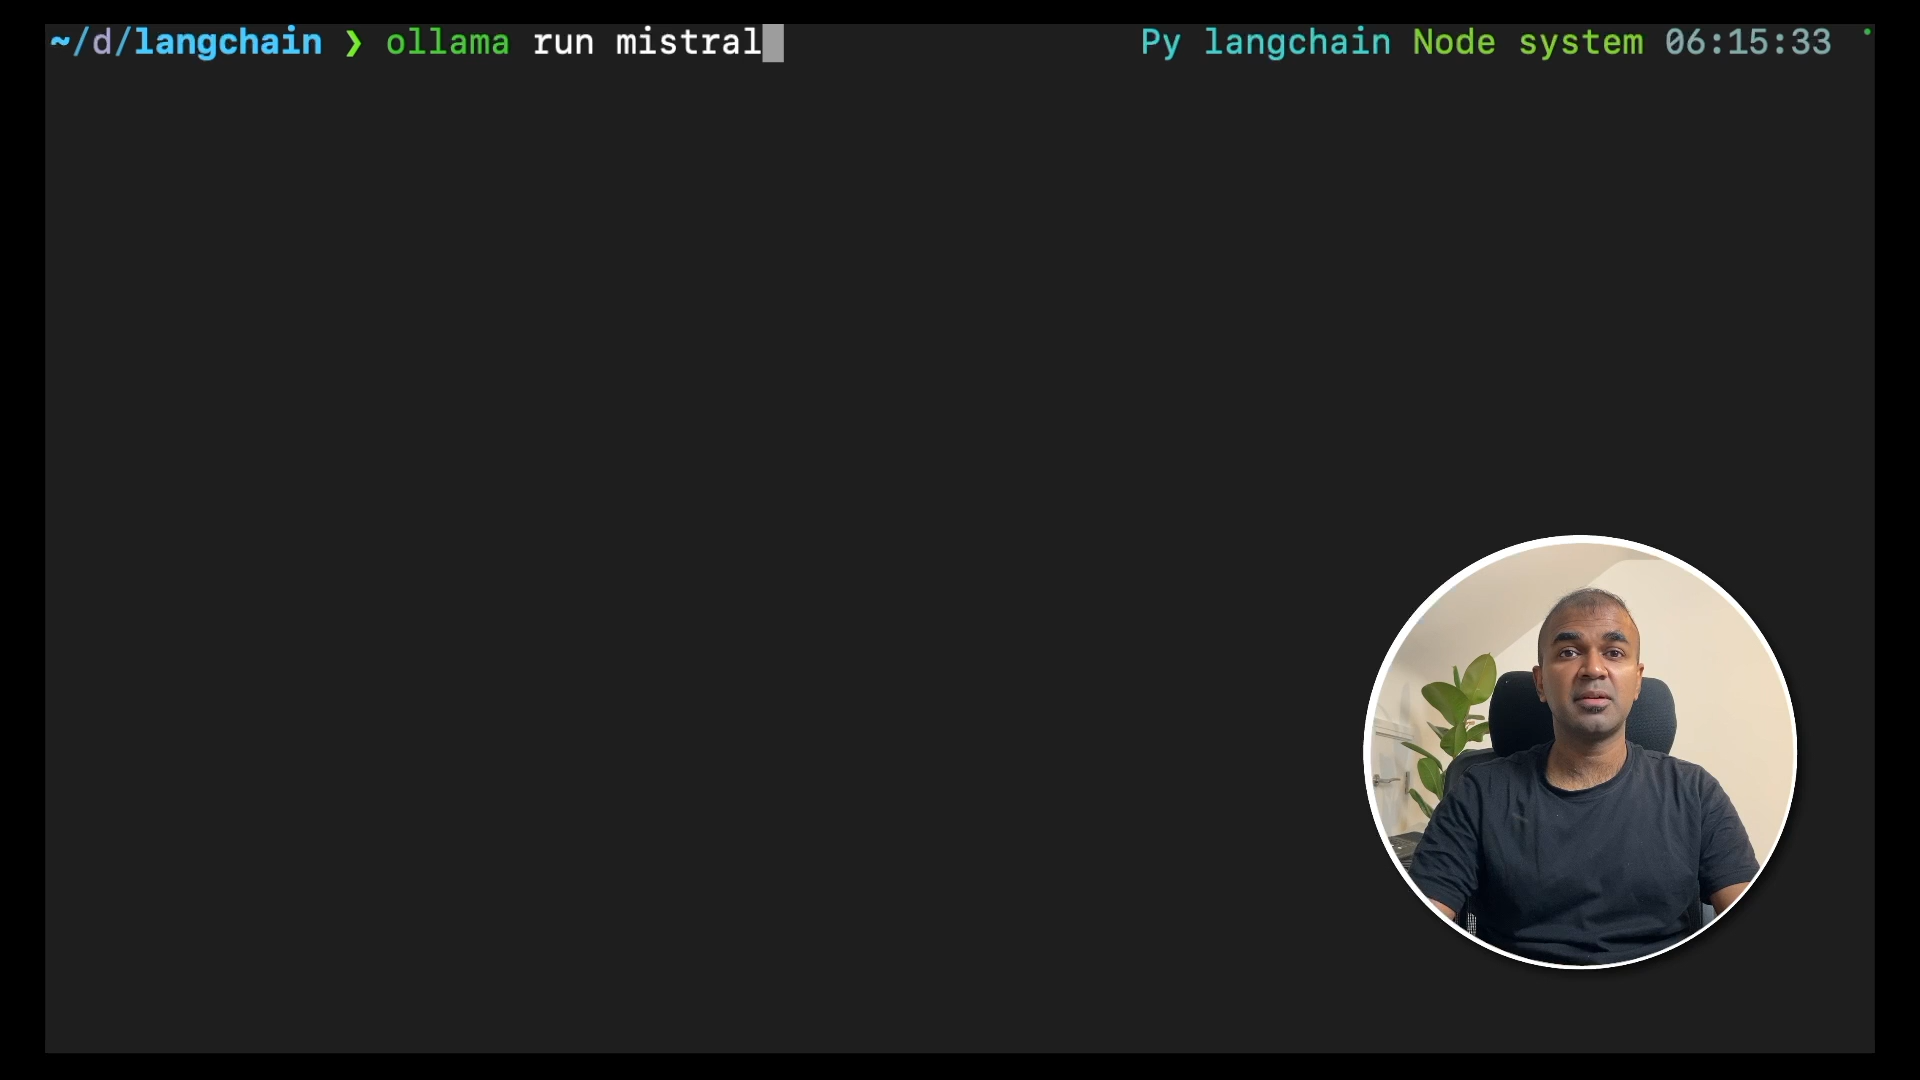 ~/d/langchain ❯ ollama run mistral Py langchain Node system 06:15:33